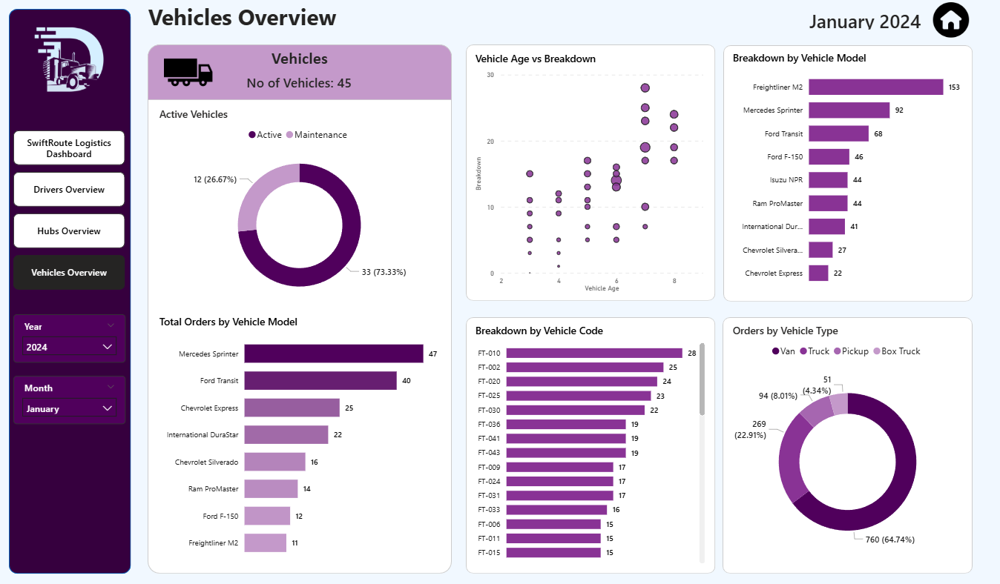 Vehicles Overview
January 2024
SwiftRoute Logistics
Dashboard
Drivers Overview
Hubs Overview
Vehicles Overview
Year
2024
Month
January
Vehicles
No of Vehicles: 45
Active Vehicles
Active Maintenance
12 (26.67%)
33 (73.33%)
Total Orders by Vehicle Model
Mercedes Sprinter 47
Ford Transit 40
Chevrolet Express 25
International DuraStar 22
Chevrolet Silverado 16
Ram ProMaster 14
Ford F-150 12
Freightliner M2 11
Vehicle Age vs Breakdown
30
20
10
0
Breakdown
2 4 6 8
Vehicle Age
Breakdown by Vehicle Model
Freightliner M2 153
Mercedes Sprinter 92
Ford Transit 68
Ford F-150 46
Isuzu NPR 44
Ram ProMaster 44
International Dur... 41
Chevrolet Silvera... 27
Chevrolet Express 22
Breakdown by Vehicle Code
FT-010 28
FT-002 25
FT-020 24
FT-025 23
FT-030 22
FT-036 19
FT-041 19
FT-043 19
FT-009 17
FT-024 17
FT-031 17
FT-033 16
FT-006 15
FT-011 15
FT-015 15
Orders by Vehicle Type
Van Truck Pickup Box Truck
51
(4.34%)
94 (8.01%)
269
(22.91%)
760 (64.74%)